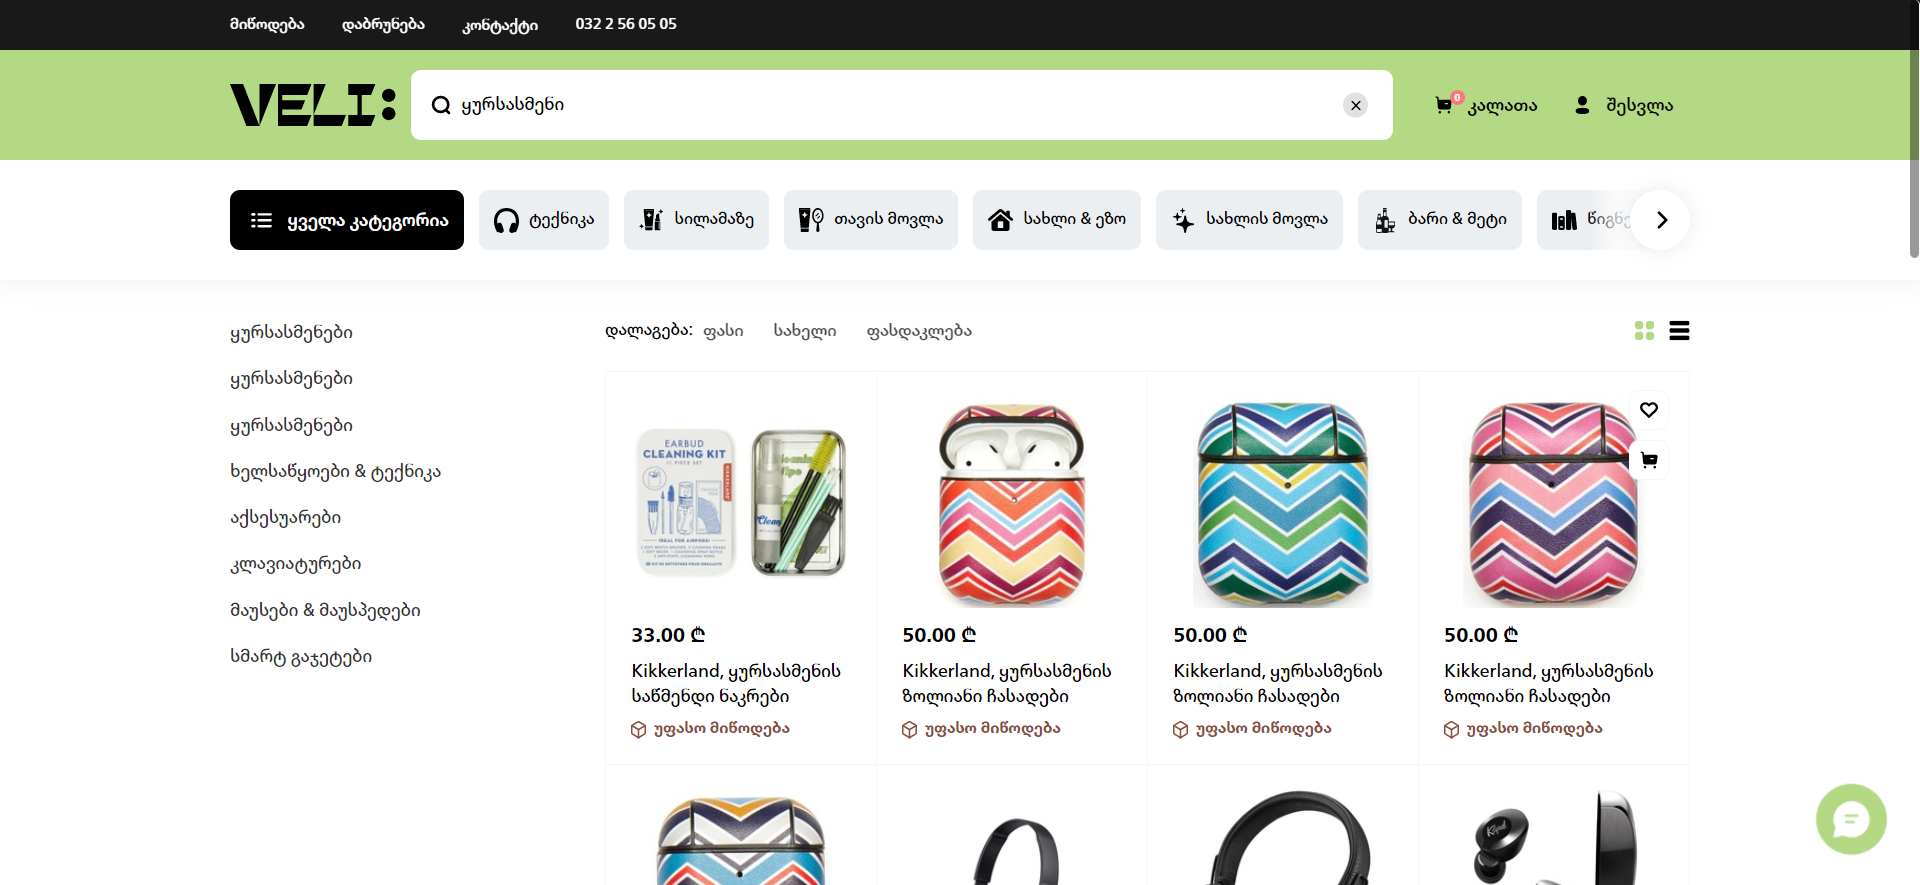 მიწოდება
დაბრუნება
კონტაქტი
032 2 56 05 05
VELI:
ყურსასმენი
0
კალათა
შესვლა
ყველა კატეგორია
ტექნიკა
სილამაზე
თავის მოვლა
სახლი & ეზო
სახლის მოვლა
ბარი & მეტი
ყურსასმენები
ყურსასმენები
ყურსასმენები
ხელსაწყოები & ტექნიკა
აქსესუარები
კლავიატურები
მაუსები & მაუსპედები
სმარტ გაჯეტები
დალაგება:
ფასი
სახელი
ფასდაკლება
EARBUD
CLEANING KIT
33.00 ₾
Kikkerland, ყურსასმენის
საწმენდი ნაკრები
უფასო მიწოდება
50.00 ₾
Kikkerland, ყურსასმენის
ზოლიანი ჩასადები
უფასო მიწოდება
50.00 ₾
Kikkerland, ყურსასმენის
ზოლიანი ჩასადები
უფასო მიწოდება
50.00 ₾
Kikkerland, ყურსასმენის
ზოლიანი ჩასადები
უფასო მიწოდება